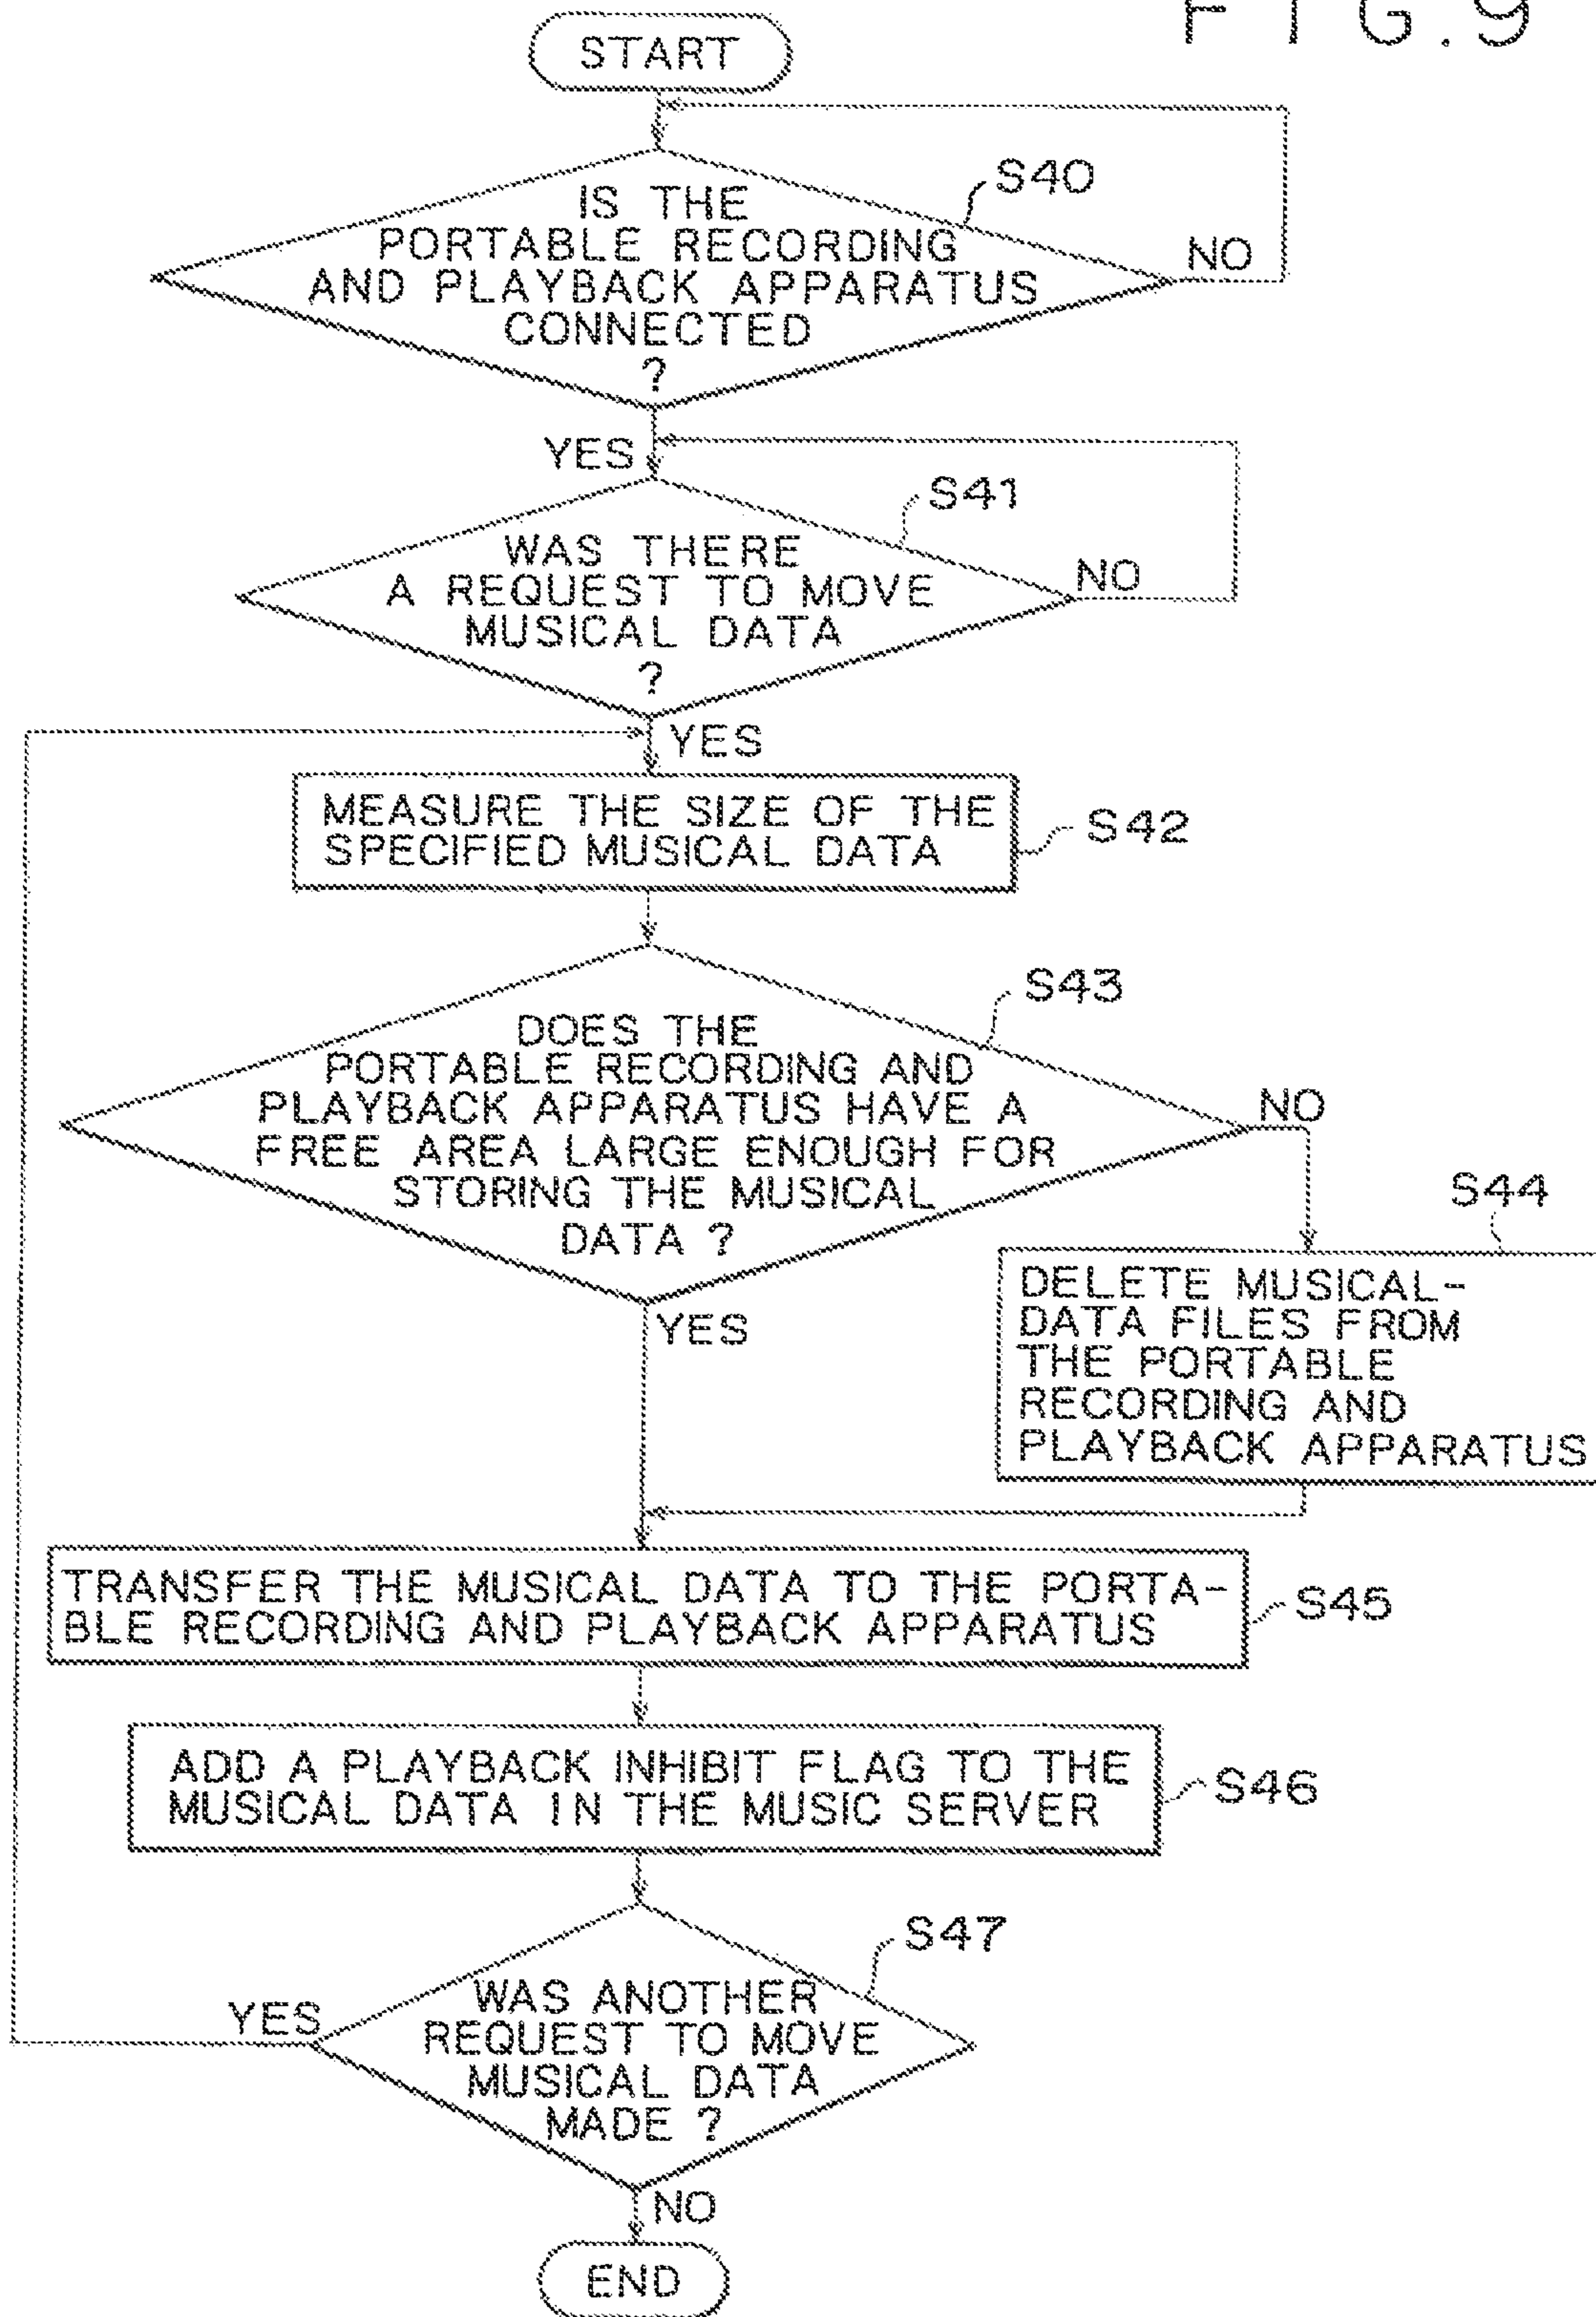 FIG.9
START
S40
IS THE
PORTABLE RECORDING
AND PLAYBACK APPARATUS
CONNECTED
?
NO
YES
S41
WAS THERE
A REQUEST TO MOVE
MUSICAL DATA
?
NO
YES
MEASURE THE SIZE OF THE
SPECIFIED MUSICAL DATA
S42
S43
DOES THE
PORTABLE RECORDING AND
PLAYBACK APPARATUS HAVE A
FREE AREA LARGE ENOUGH FOR
STORING THE MUSICAL
DATA ?
NO
YES
S44
DELETE MUSICAL-
DATA FILES FROM
THE PORTABLE
RECORDING AND
PLAYBACK APPARATUS
TRANSFER THE MUSICAL DATA TO THE PORTA-
BLE RECORDING AND PLAYBACK APPARATUS
S45
ADD A PLAYBACK INHIBIT FLAG TO THE
MUSICAL DATA IN THE MUSIC SERVER
S46
S47
WAS ANOTHER
REQUEST TO MOVE
MUSICAL DATA
MADE ?
YES
NO
END